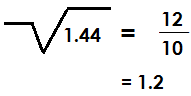 √1.44 = 12/10
= 1.2